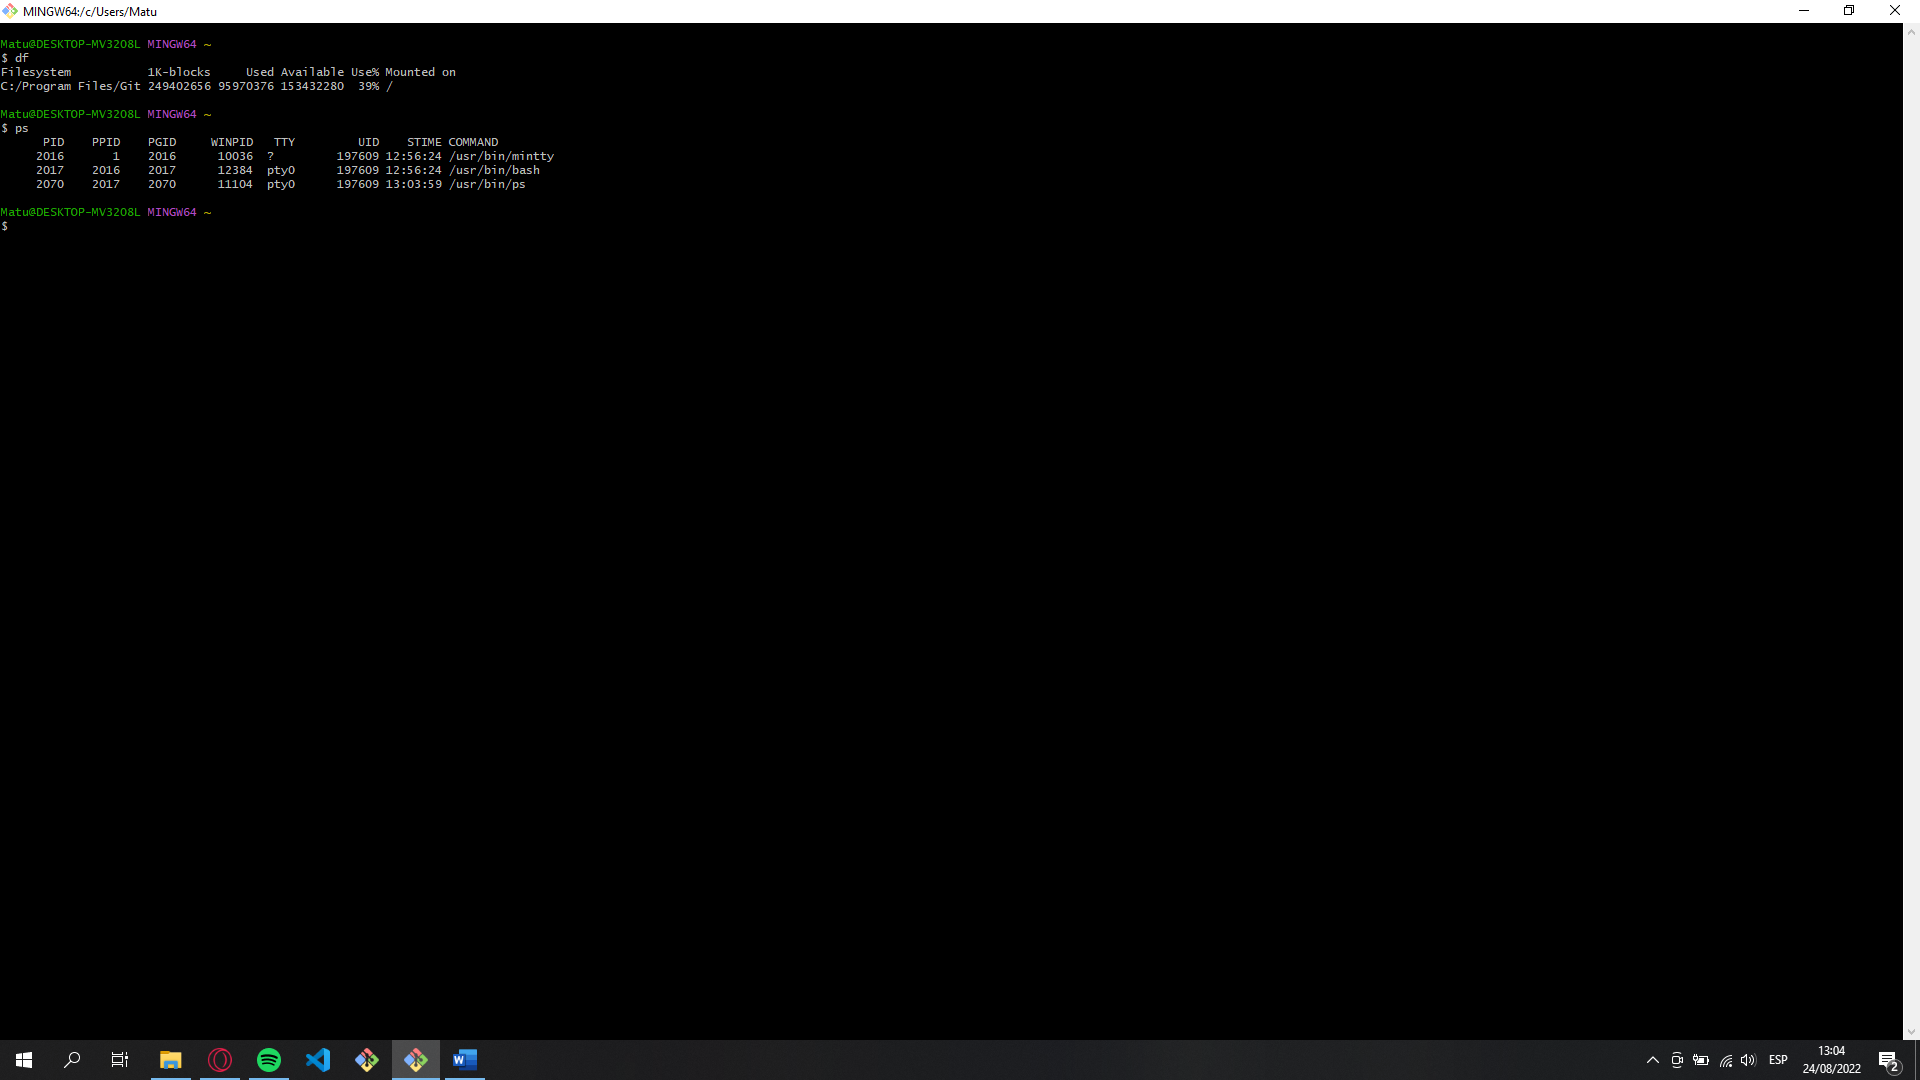 MINGW64:/c/Users/Matu
Matu@DESKTOP-MV32O8L MINGW64 ~
$ df
Filesystem           1K-blocks     Used Available Use% Mounted on
C:/Program Files/Git 249402656 95970376 153432280  39% /
Matu@DESKTOP-MV32O8L MINGW64 ~
$ ps
      PID    PPID    PGID     WINPID   TTY         UID    STIME COMMAND
     2016       1    2016      10036  ?         197609 12:56:24 /usr/bin/mintty
     2017    2016    2017      12384  pty0      197609 12:56:24 /usr/bin/bash
     2070    2017    2070      11104  pty0      197609 13:03:59 /usr/bin/ps
Matu@DESKTOP-MV32O8L MINGW64 ~
$
W
ESP
13:04
24/08/2022
2